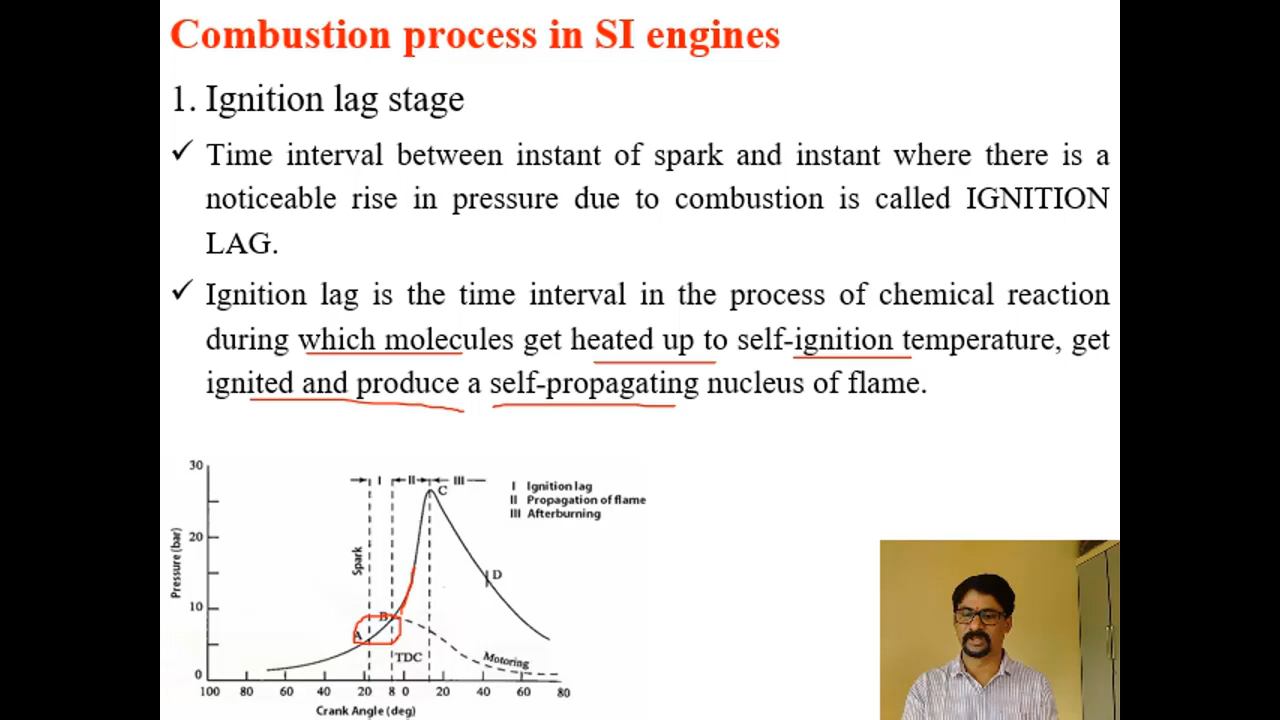 Combustion process in SI engines
1. Ignition lag stage
✓ Time interval between instant of spark and instant where there is a
noticeable rise in pressure due to combustion is called IGNITION
LAG.
✓ Ignition lag is the time interval in the process of chemical reaction
during which molecules get heated up to self-ignition temperature, get
ignited and produce a self-propagating nucleus of flame.
30
I II III
C
I Ignition lag
II Propagation of flame
III Afterburning
20
Pressure (bar)
Spark
D
10
B
A
TDC
Motoring
0
100 80 60 40 20 8 0 20 40 60 80
Crank Angle (deg)